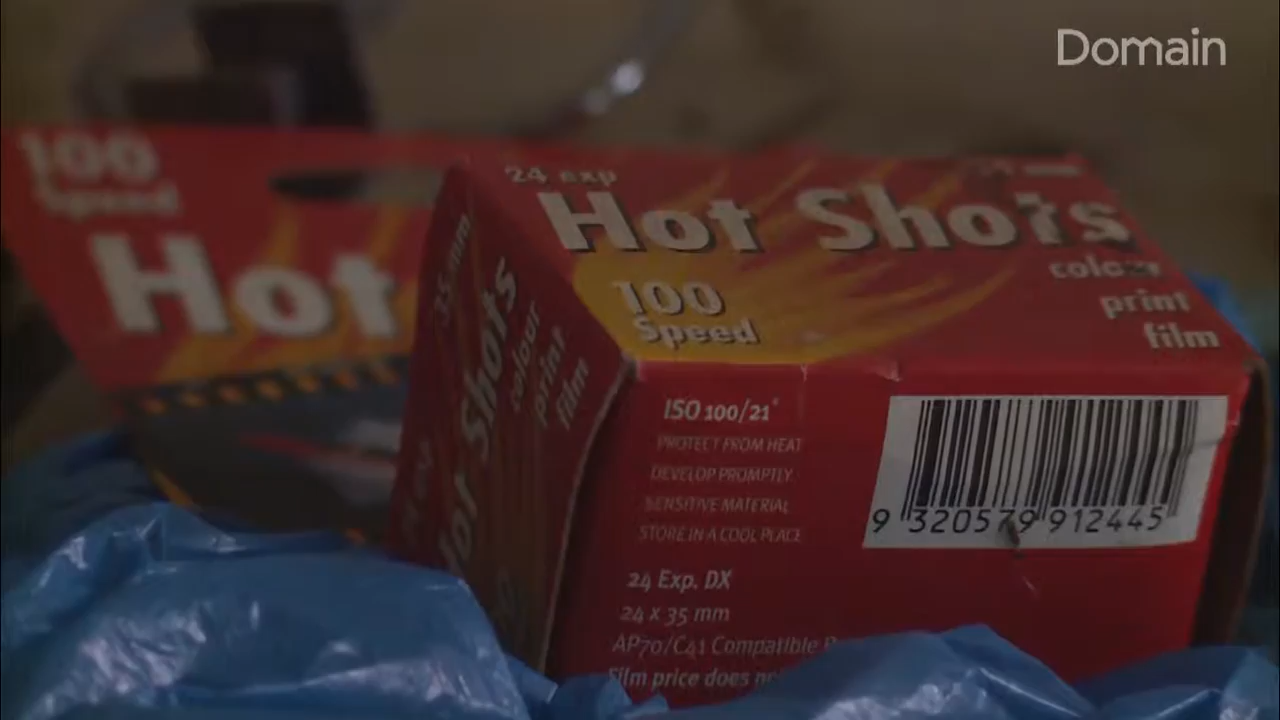 Domain
100
Speed
Hot
24 exp
Hot Shots
colour
print
film
100
Speed
35 mm
Hot Shots
colour
print
film
ISO 100/21°
PROTECT FROM HEAT
DEVELOP PROMPTLY
SENSITIVE MATERIAL
STORE IN A COOL PLACE
9 320579 912445
24 Exp. DX
24 x 35 mm
AP70/C41 Compatible
Film price does